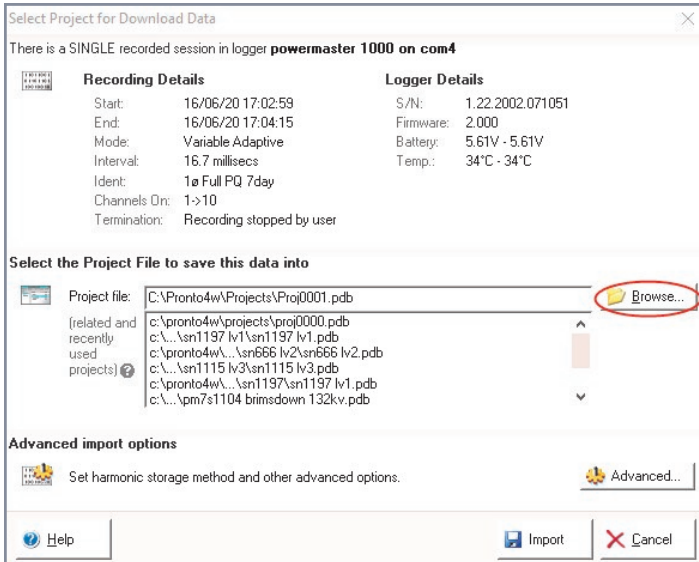 Select Project for Download Data
There is a SINGLE recorded session in logger powermaster 1000 on com4
Recording Details
Start: 16/06/20 17:02:59
End: 16/06/20 17:04:15
Mode: Variable Adaptive
Interval: 16.7 millisecs
Ident: 1ø Full PQ 7day
Channels On: 1->10
Termination: Recording stopped by user
Logger Details
S/N: 1.22.2002.071051
Firmware: 2.000
Battery: 5.61V - 5.61V
Temp.: 34°C - 34°C
Select the Project File to save this data into
Project file: C:\Pronto4w\Projects\Proj0001.pdb
Browse...
(related and
recently
used
projects)
c:\pronto4w\projects\proj0000.pdb
c:\...\sn1197 lv1\sn1197 lv1.pdb
c:\pronto4w\...\sn666 lv2\sn666 lv2.pdb
c:\...\sn1115 lv3\sn1115 lv3.pdb
c:\pronto4w\...\sn1197\sn1197 lv1.pdb
c:\...\pm7s1104 brimsdown 132kv.pdb
Advanced import options
Set harmonic storage method and other advanced options.
Advanced...
Help
Import
Cancel